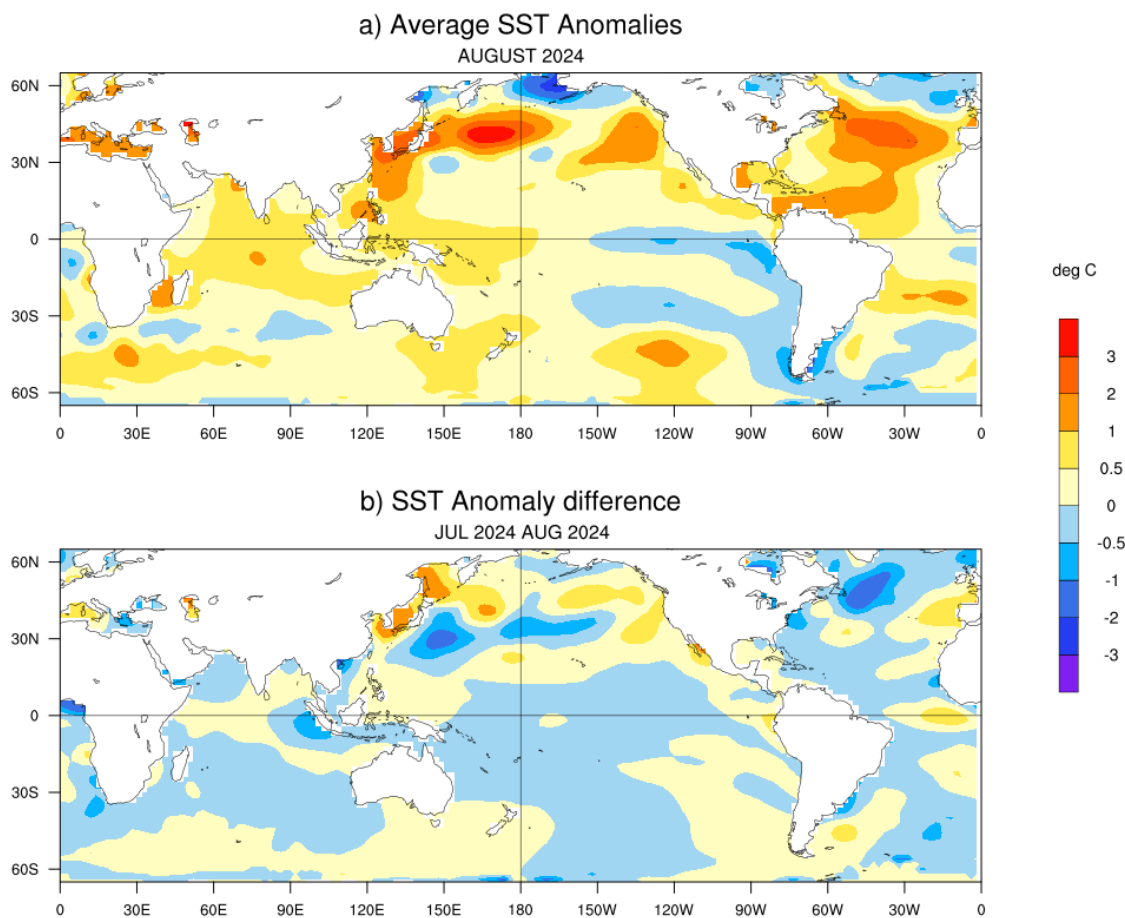 a) Average SST Anomalies
AUGUST 2024
60N
30N
0
30S
60S
0 30E 60E 90E 120E 150E 180 150W 120W 90W 60W 30W 0
deg C
3
2
1
0.5
0
-0.5
-1
-2
-3
b) SST Anomaly difference
JUL 2024 AUG 2024
60N
30N
0
30S
60S
0 30E 60E 90E 120E 150E 180 150W 120W 90W 60W 30W 0